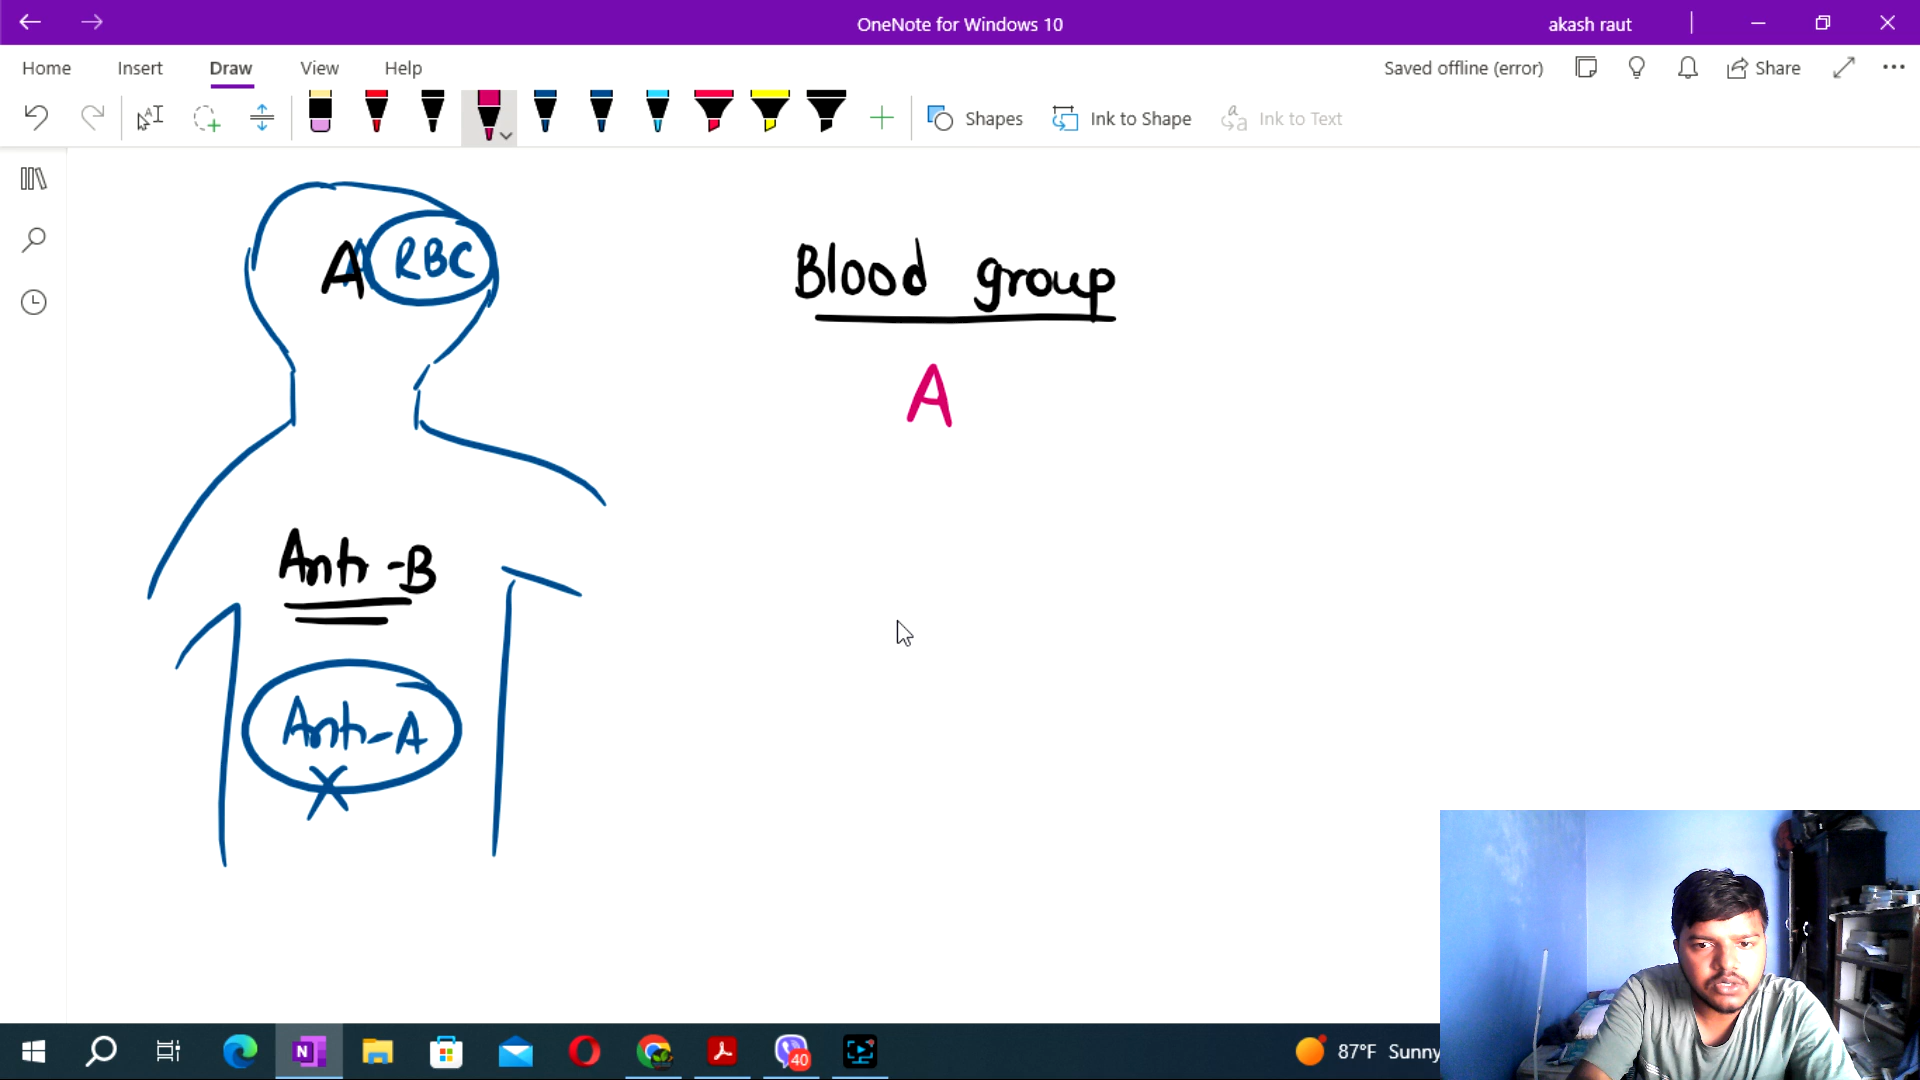 OneNote for Windows 10
akash raut
Home Insert Draw View Help
Saved offline (error)
Share
Shapes
Ink to Shape
Ink to Text
A RBC
Blood group
A
Anti-B
Anti-A
X
40
87°F Sunny